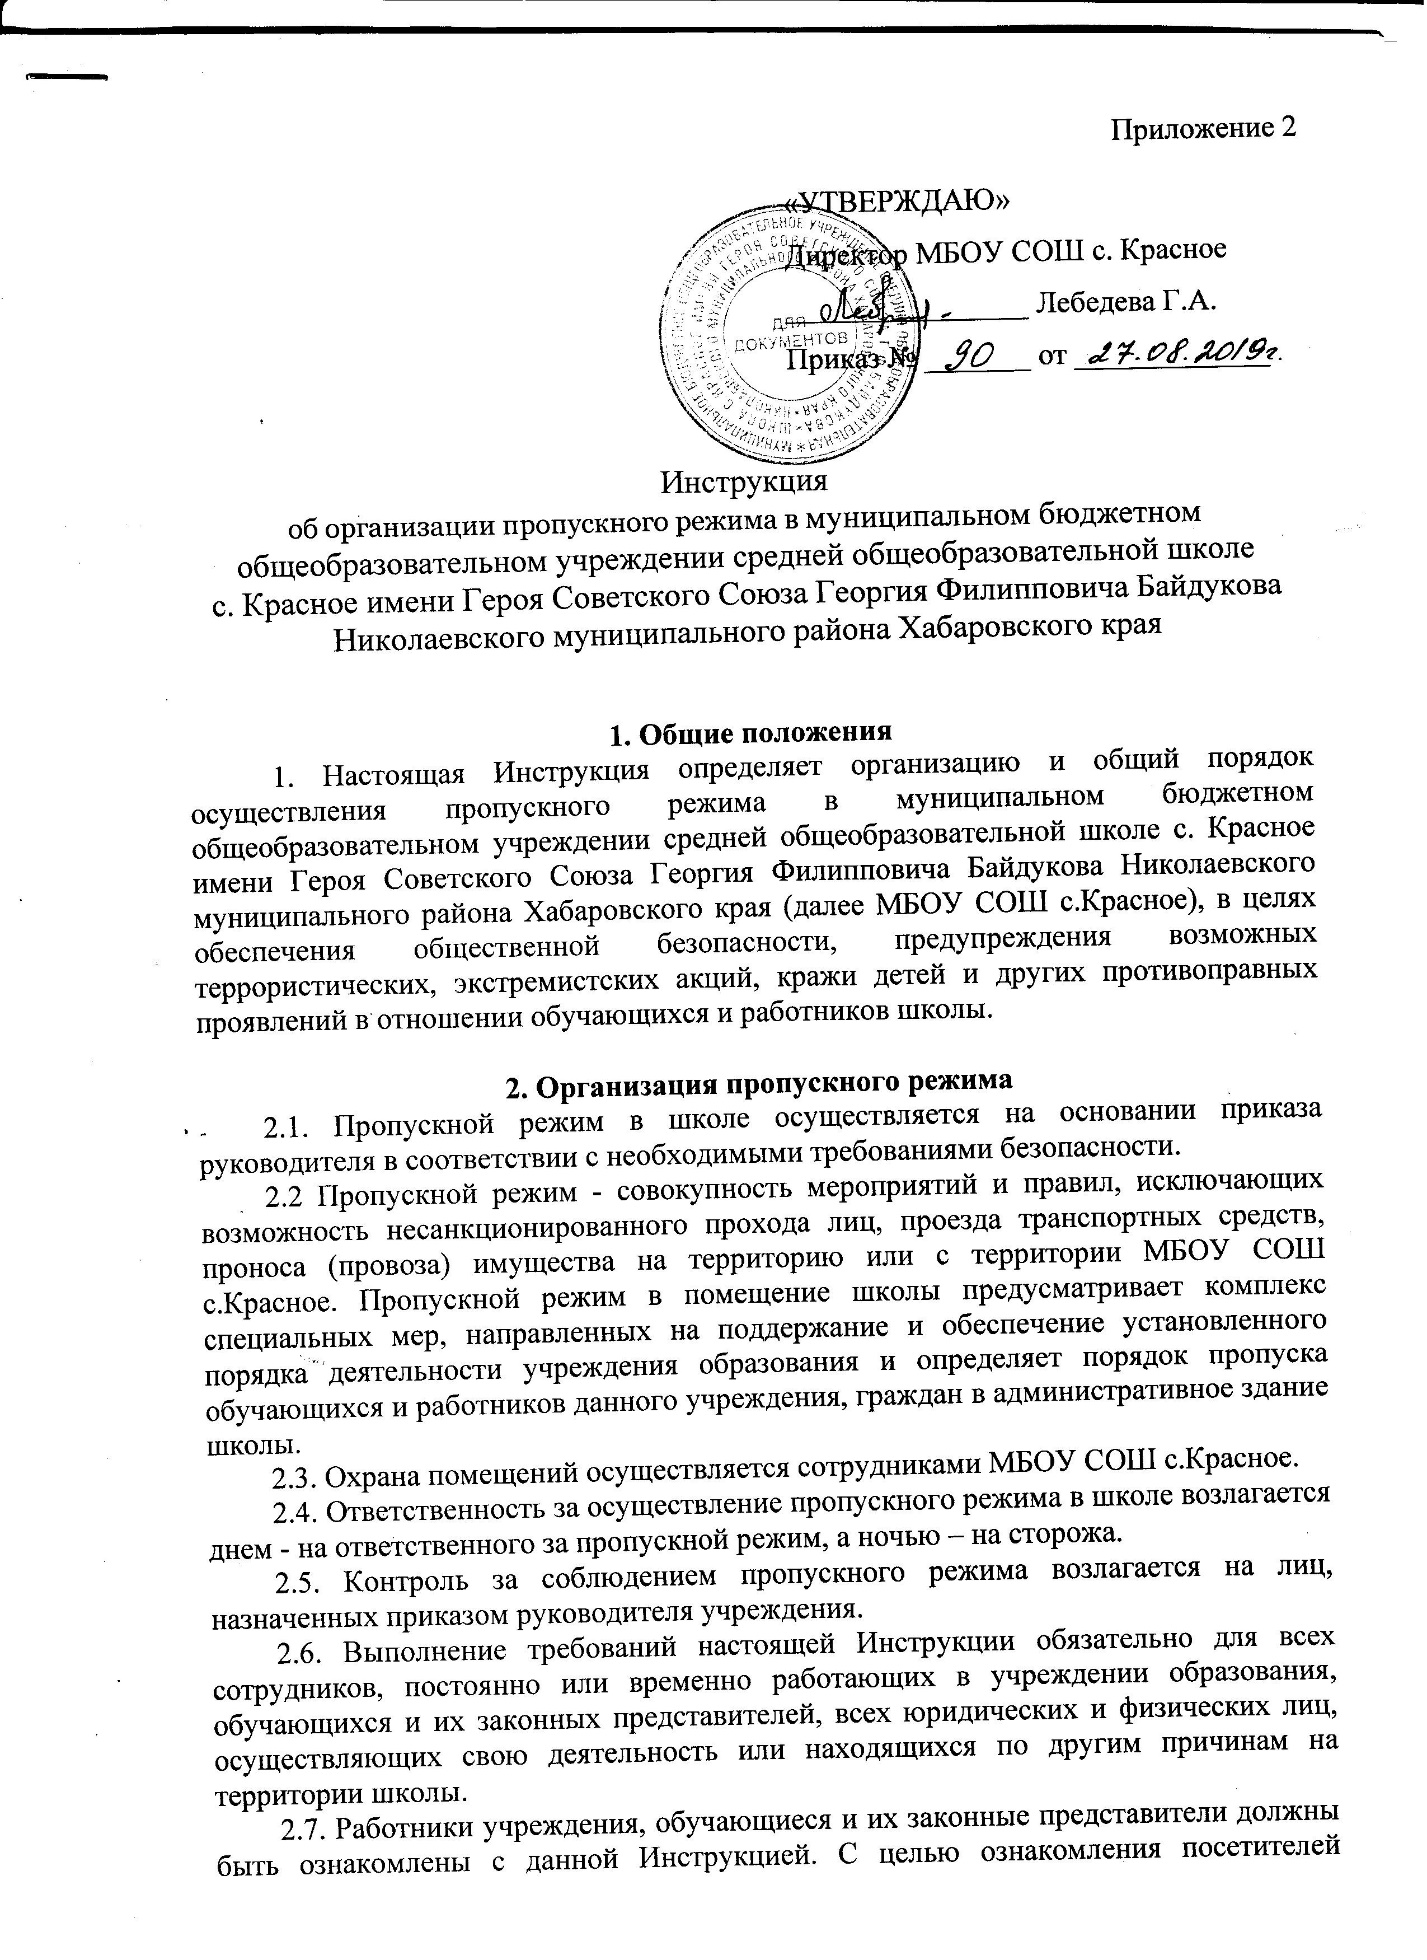 Приложение 2
«УТВЕРЖДАЮ»
Директор МБОУ СОШ с. Красное
Лебедева Г.А.
Приказ № 90 от 27.08.2019г.
ДЛЯ
ДОКУМЕНТОВ
Инструкция
об организации пропускного режима в муниципальном бюджетном
общеобразовательном учреждении средней общеобразовательной школе
с. Красное имени Героя Советского Союза Георгия Филипповича Байдукова
Николаевского муниципального района Хабаровского края
1. Общие положения
1. Настоящая Инструкция определяет организацию и общий порядок
осуществления пропускного режима в муниципальном бюджетном
общеобразовательном учреждении средней общеобразовательной школе с. Красное
имени Героя Советского Союза Георгия Филипповича Байдукова Николаевского
муниципального района Хабаровского края (далее МБОУ СОШ с.Красное), в целях
обеспечения общественной безопасности, предупреждения возможных
террористических, экстремистских акций, кражи детей и других противоправных
проявлений в отношении обучающихся и работников школы.
2. Организация пропускного режима
2.1. Пропускной режим в школе осуществляется на основании приказа
руководителя в соответствии с необходимыми требованиями безопасности.
2.2 Пропускной режим - совокупность мероприятий и правил, исключающих
возможность несанкционированного прохода лиц, проезда транспортных средств,
проноса (провоза) имущества на территорию или с территории МБОУ СОШ
с.Красное. Пропускной режим в помещение школы предусматривает комплекс
специальных мер, направленных на поддержание и обеспечение установленного
порядка деятельности учреждения образования и определяет порядок пропуска
обучающихся и работников данного учреждения, граждан в административное здание
школы.
2.3. Охрана помещений осуществляется сотрудниками МБОУ СОШ с.Красное.
2.4. Ответственность за осуществление пропускного режима в школе возлагается
днем - на ответственного за пропускной режим, а ночью – на сторожа.
2.5. Контроль за соблюдением пропускного режима возлагается на лиц,
назначенных приказом руководителя учреждения.
2.6. Выполнение требований настоящей Инструкции обязательно для всех
сотрудников, постоянно или временно работающих в учреждении образования,
обучающихся и их законных представителей, всех юридических и физических лиц,
осуществляющих свою деятельность или находящихся по другим причинам на
территории школы.
2.7. Работники учреждения, обучающиеся и их законные представители должны
быть ознакомлены с данной Инструкцией. С целью ознакомления посетителей